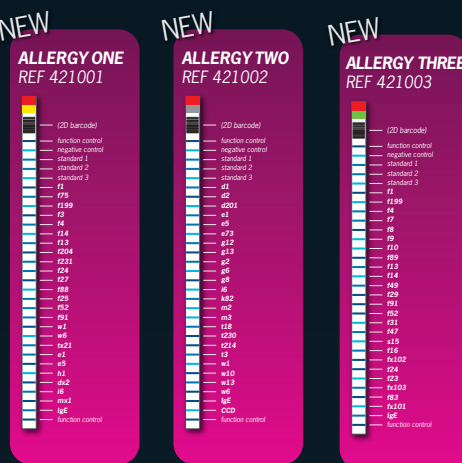 NEW
ALLERGY ONE
REF 421001
(2D barcode)
function control
negative control
standard 1
standard 2
standard 3
f1
f75
f199
f3
f4
f14
f13
f204
f231
f24
f27
f88
f25
f52
f91
w1
w6
tx21
e1
e5
h1
dx2
i6
mx1
IgE
function control
NEW
ALLERGY TWO
REF 421002
(2D barcode)
function control
negative control
standard 1
standard 2
standard 3
d1
d2
d201
e1
e5
e73
g12
g13
g2
g6
g8
i6
k82
m2
m3
t18
t230
t214
t3
w1
w10
w13
w6
IgE
CCD
function control
NEW
ALLERGY THREE
REF 421003
(2D barcode)
function control
negative control
standard 1
standard 2
standard 3
f1
f199
f4
f7
f8
f9
f10
f89
f13
f14
f49
f29
f91
f52
f31
f47
s15
f16
fx102
f24
f23
fx103
f83
fx101
IgE
function control